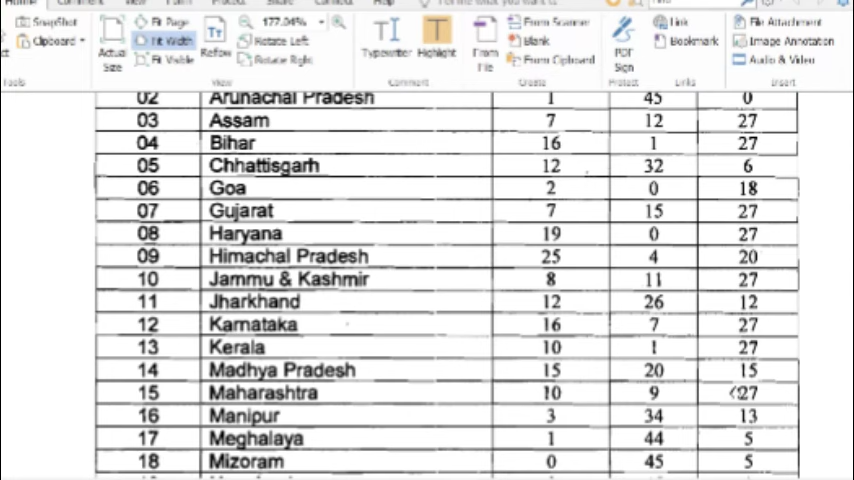 SnapShot
Clipboard
Fit Page
Fit Width
Fit Visible
Actual Size
Reflow
177.04%
Rotate Left
Rotate Right
View
Typewriter
Highlight
Comment
From File
From Scanner
Blank
From Clipboard
Create
PDF Sign
Protect
Link
Bookmark
Links
File Attachment
Image Annotation
Audio & Video
Insert
Tools
02 Arunachal Pradesh 1 45 0
03 Assam 7 12 27
04 Bihar 16 1 27
05 Chhattisgarh 12 32 6
06 Goa 2 0 18
07 Gujarat 7 15 27
08 Haryana 19 0 27
09 Himachal Pradesh 25 4 20
10 Jammu & Kashmir 8 11 27
11 Jharkhand 12 26 12
12 Karnataka 16 7 27
13 Kerala 10 1 27
14 Madhya Pradesh 15 20 15
15 Maharashtra 10 9 27
16 Manipur 3 34 13
17 Meghalaya 1 44 5
18 Mizoram 0 45 5